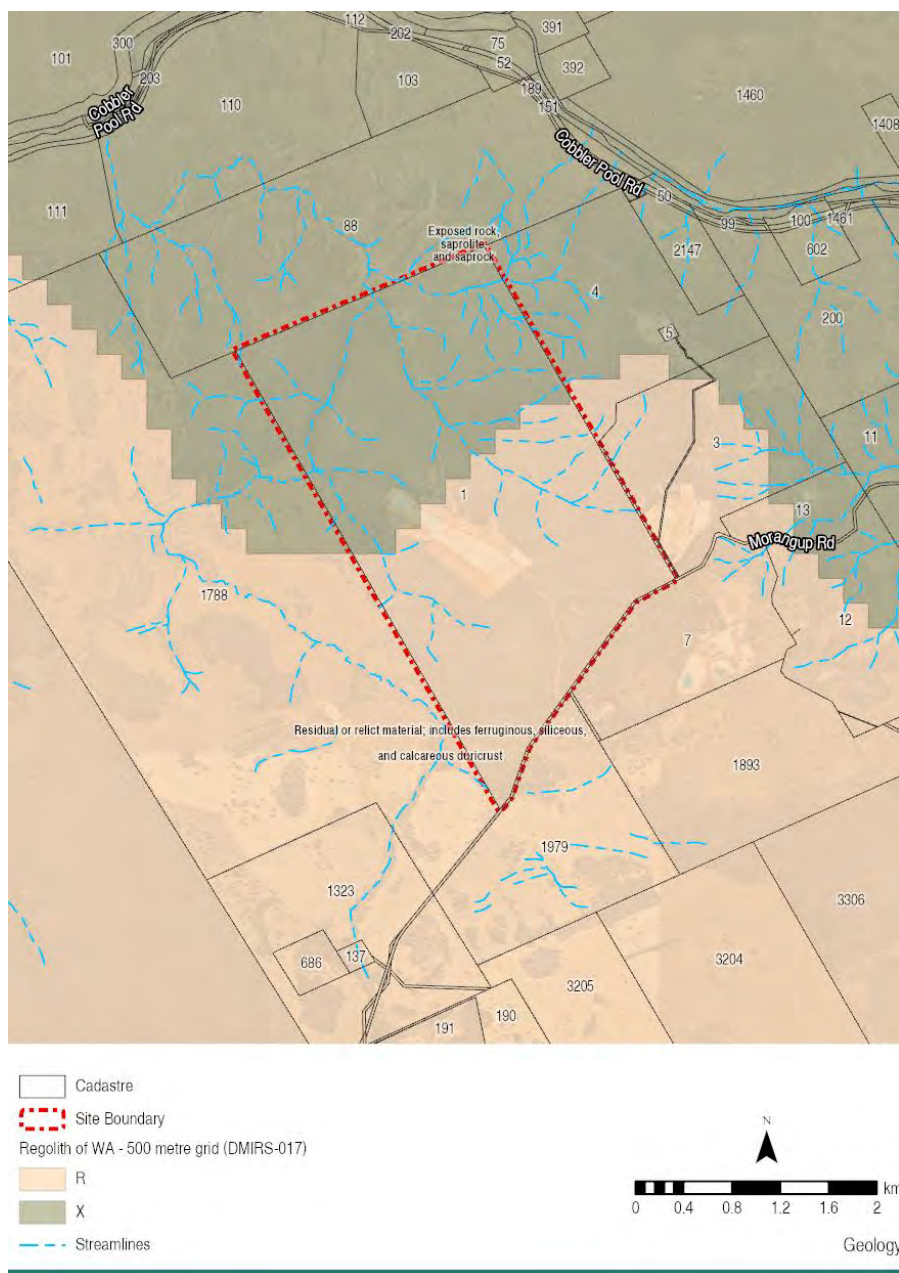 112
202
391
75
300
101
52
392
203
103
189
1460
110
151
1408
Cobbler
Pool Rd
Cobbler Pool Rd
50
111
99
100
1461
88
Exposed rock,
saprolite
and saprock
2147
602
4
200
5
11
3
1
13
Morangup Rd
1788
12
7
Residual or relict material; includes ferruginous, siliceous,
and calcareous duricrust
1893
1979
1323
3306
686
137
3204
3205
190
191
Cadastre
Site Boundary
Regolith of WA - 500 metre grid (DMIRS-017)
R
X
Streamlines
N
km
0 0.4 0.8 1.2 1.6 2
Geology